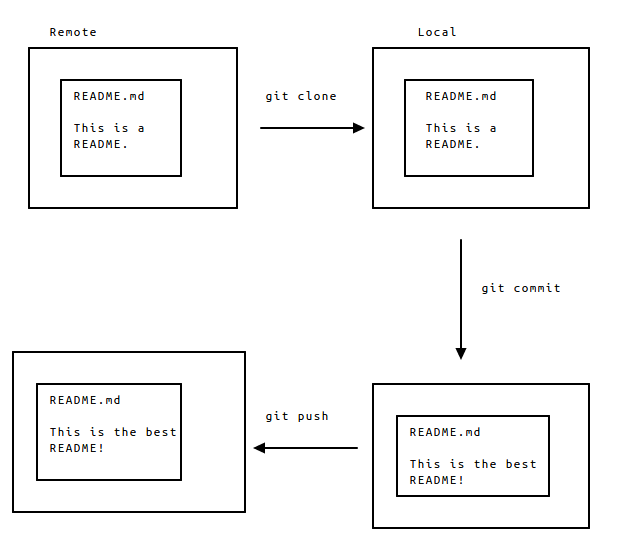 Remote
Local
README.md
This is a
README.
git clone
README.md
This is a
README.
git commit
README.md
This is the best
README!
git push
README.md
This is the best
README!